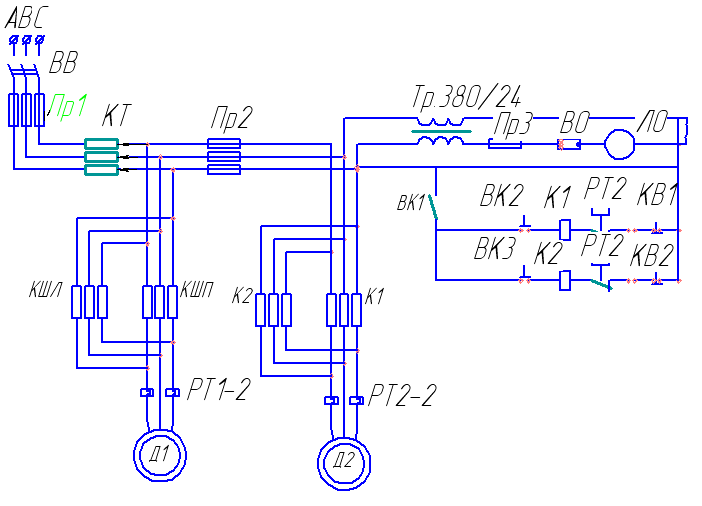 АВС
ВВ
Пр1
КТ
Пр2
Тр.380/24
Пр3
ВО
ЛО
ВК1
ВК2
К1
РТ2
КВ1
ВК3
К2
РТ2
КВ2
КШЛ
КШП
К2
К1
РТ1-2
РТ2-2
Д1
Д2